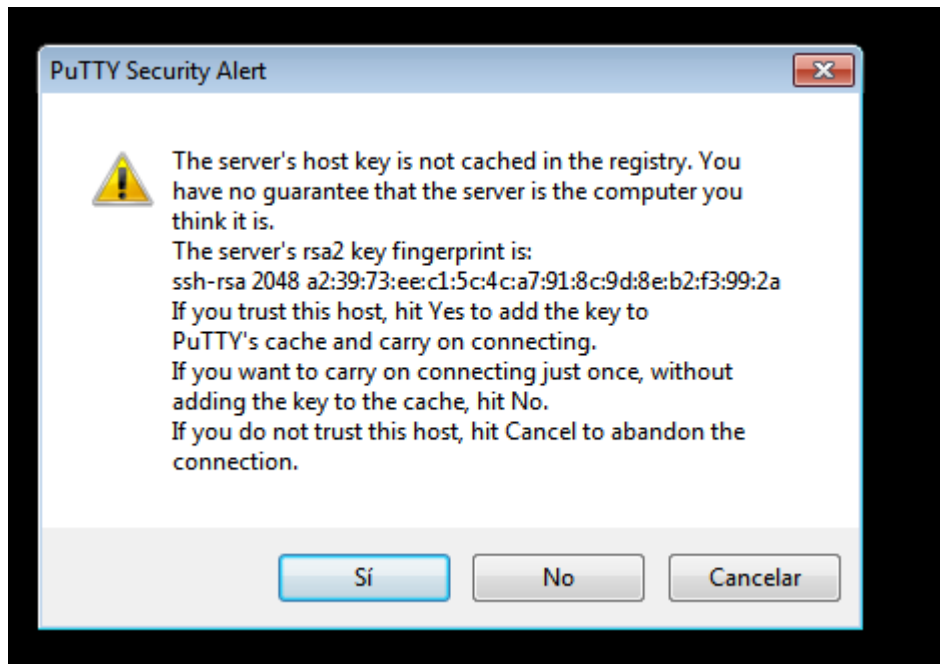 PuTTY Security Alert
The server's host key is not cached in the registry. You
have no guarantee that the server is the computer you
think it is.
The server's rsa2 key fingerprint is:
ssh-rsa 2048 a2:39:73:ee:c1:5c:4c:a7:91:8c:9d:8e:b2:f3:99:2a
If you trust this host, hit Yes to add the key to
PuTTY's cache and carry on connecting.
If you want to carry on connecting just once, without
adding the key to the cache, hit No.
If you do not trust this host, hit Cancel to abandon the
connection.
Sí No Cancelar